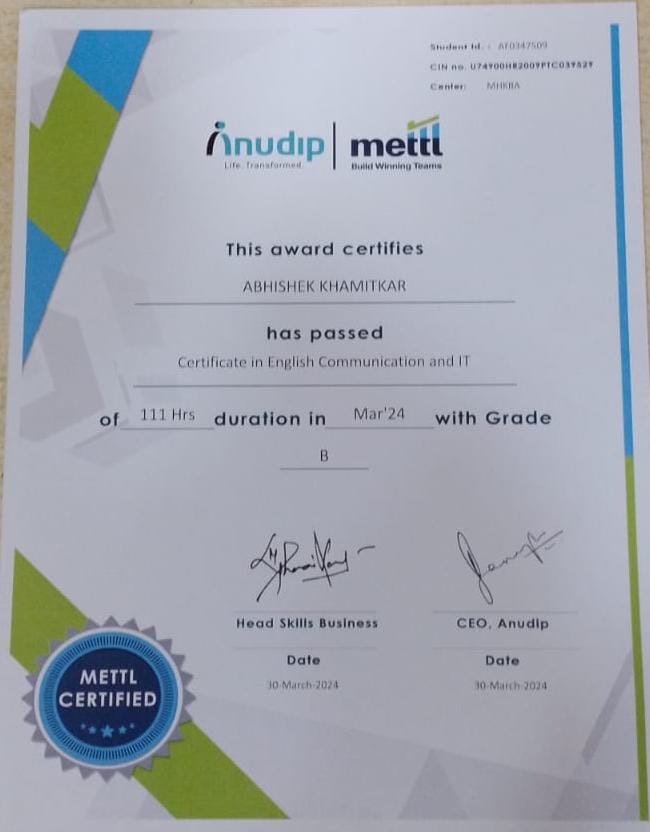 Student Id. : AF0347509
CIN no. U74900HR2009PTC039529
Center: MHKBA
Anudip
Life. Transformed.
mettl
Build Winning Teams
This award certifies
ABHISHEK KHAMITKAR
has passed
Certificate in English Communication and IT
of 111 Hrs duration in Mar'24 with Grade
B
Head Skills Business CEO, Anudip
Date Date
30-March-2024 30-March-2024
METTL
CERTIFIED